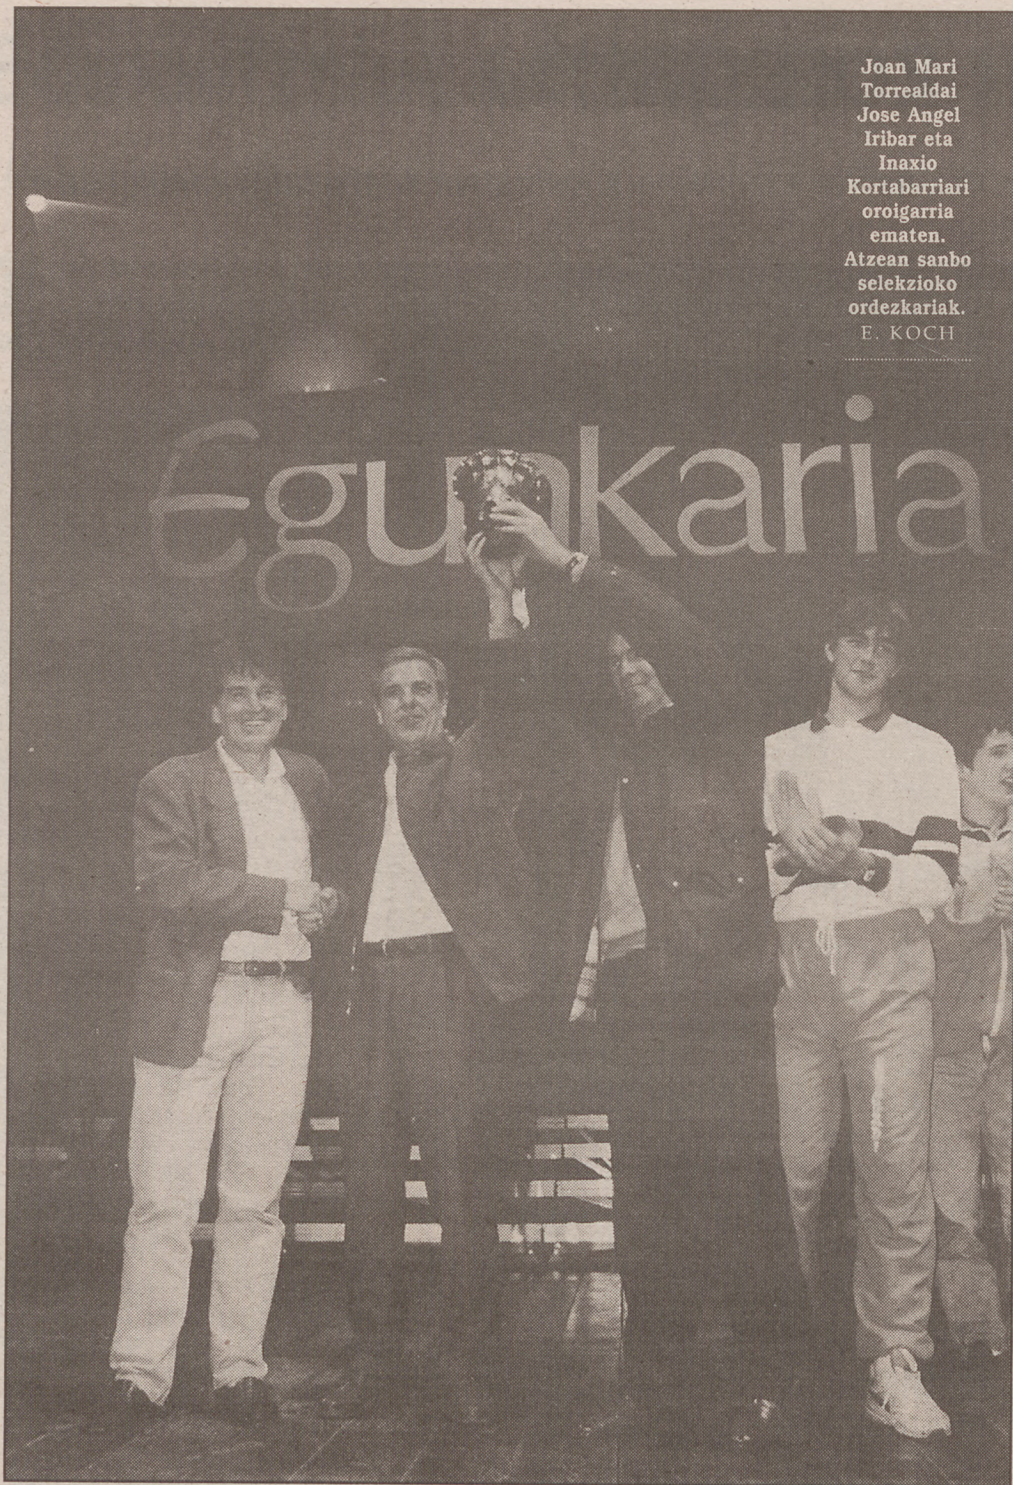 Joan Mari
Torrealdai
Jose Angel
Iribar eta
Inaxio
Kortabarriari
oroigarria
ematen.
Atzean sanbo
selekzioko
ordezkariak.
E. KOCH
Egunkaria